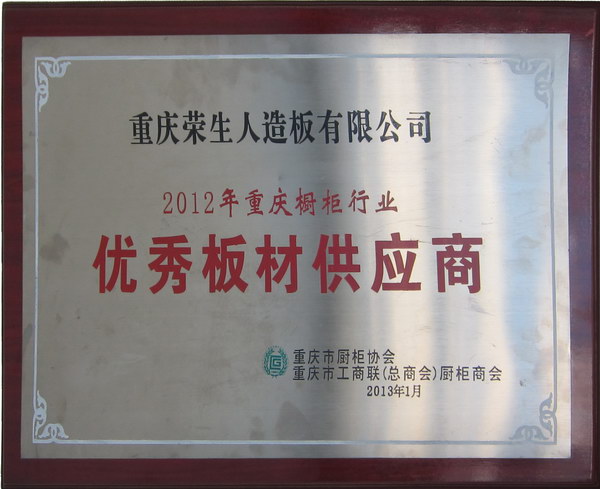 重庆荣生人造板有限公司
2012年重庆橱柜行业
优秀板材供应商
重庆市厨柜协会
重庆市工商联(总商会)厨柜商会
2013年1月